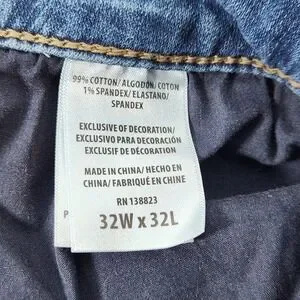 99% COTTON/ALGODÓN/COTON
1% SPANDEX/ELASTANO/
SPANDEX
EXCLUSIVE OF DECORATION/
EXCLUSIVO PARA DECORACIÓN
EXCLUSIF DE DÉCORATION
MADE IN CHINA/HECHO EN
CHINA/FABRIQUÉ EN CHINE
RN 138823
P
32W x 32L